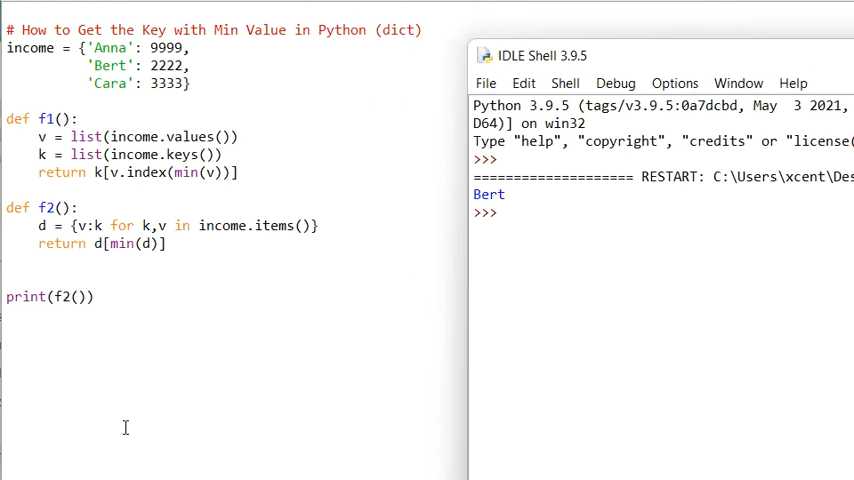 # How to Get the Key with Min Value in Python (dict)
income = {'Anna': 9999,
'Bert': 2222,
'Cara': 3333}
def f1():
v = list(income.values())
k = list(income.keys())
return k[v.index(min(v))]
def f2():
d = {v:k for k,v in income.items()}
return d[min(d)]
print(f2())
IDLE Shell 3.9.5
File Edit Shell Debug Options Window Help
Python 3.9.5 (tags/v3.9.5:0a7dcbd, May 3 2021,
D64)] on win32
Type "help", "copyright", "credits" or "license(
>>>
==================== RESTART: C:\Users\xcent\Des
Bert
>>>